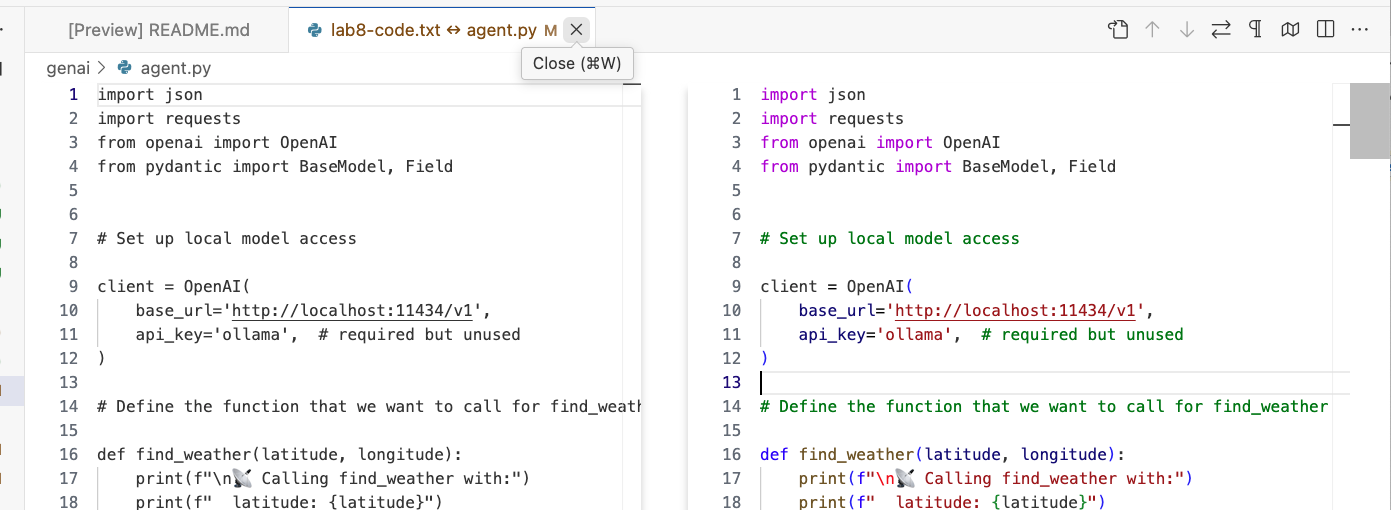 [Preview] README.md
lab8-code.txt ↔ agent.py M
Close (⌘W)
genai > agent.py
1 import json
2 import requests
3 from openai import OpenAI
4 from pydantic import BaseModel, Field
5
6
7 # Set up local model access
8
9 client = OpenAI(
10     base_url='http://localhost:11434/v1',
11     api_key='ollama',  # required but unused
12 )
13
14 # Define the function that we want to call for find_weath
15
16 def find_weather(latitude, longitude):
17     print(f"\n📡 Calling find_weather with:")
18     print(f"  latitude: {latitude}")
1 import json
2 import requests
3 from openai import OpenAI
4 from pydantic import BaseModel, Field
5
6
7 # Set up local model access
8
9 client = OpenAI(
10     base_url='http://localhost:11434/v1',
11     api_key='ollama',  # required but unused
12 )
13
14 # Define the function that we want to call for find_weather
15
16 def find_weather(latitude, longitude):
17     print(f"\n📡 Calling find_weather with:")
18     print(f"  latitude: {latitude}")